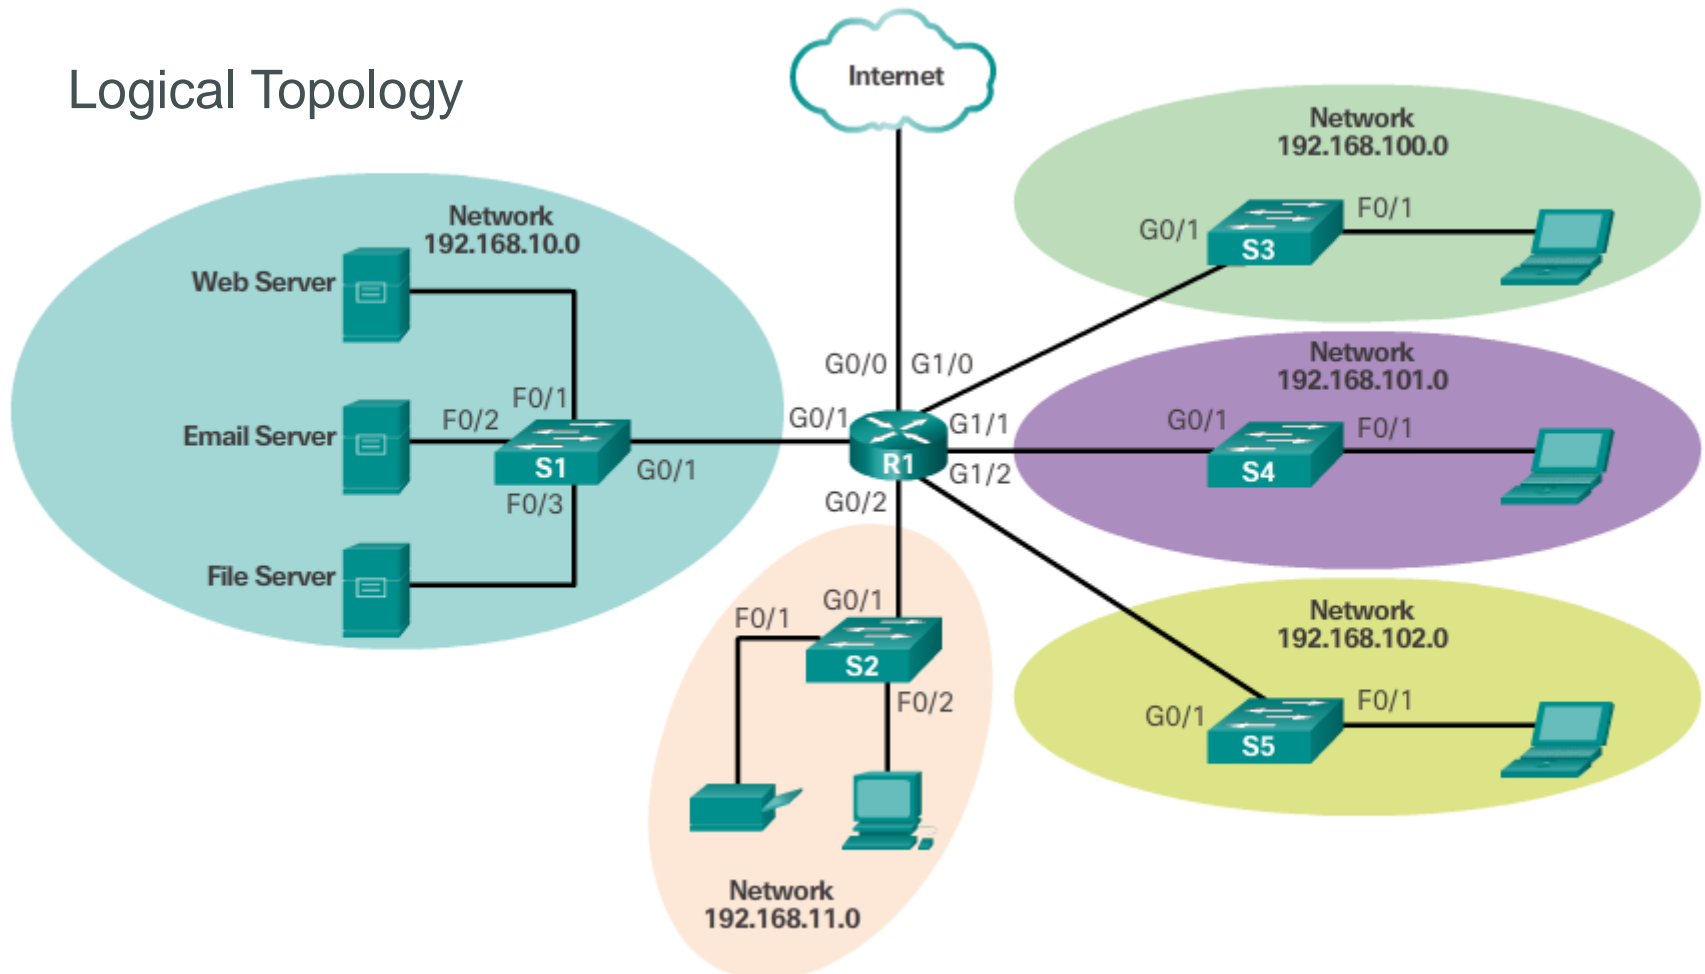 Logical Topology
Internet
Network
192.168.10.0
Web Server
Email Server
File Server
F0/1
F0/2
F0/3
S1
G0/1
G0/0
G1/0
G0/1
G1/1
R1
G1/2
G0/2
Network
192.168.100.0
G0/1
F0/1
S3
Network
192.168.101.0
G0/1
F0/1
S4
Network
192.168.102.0
G0/1
F0/1
S5
G0/1
F0/1
S2
F0/2
Network
192.168.11.0